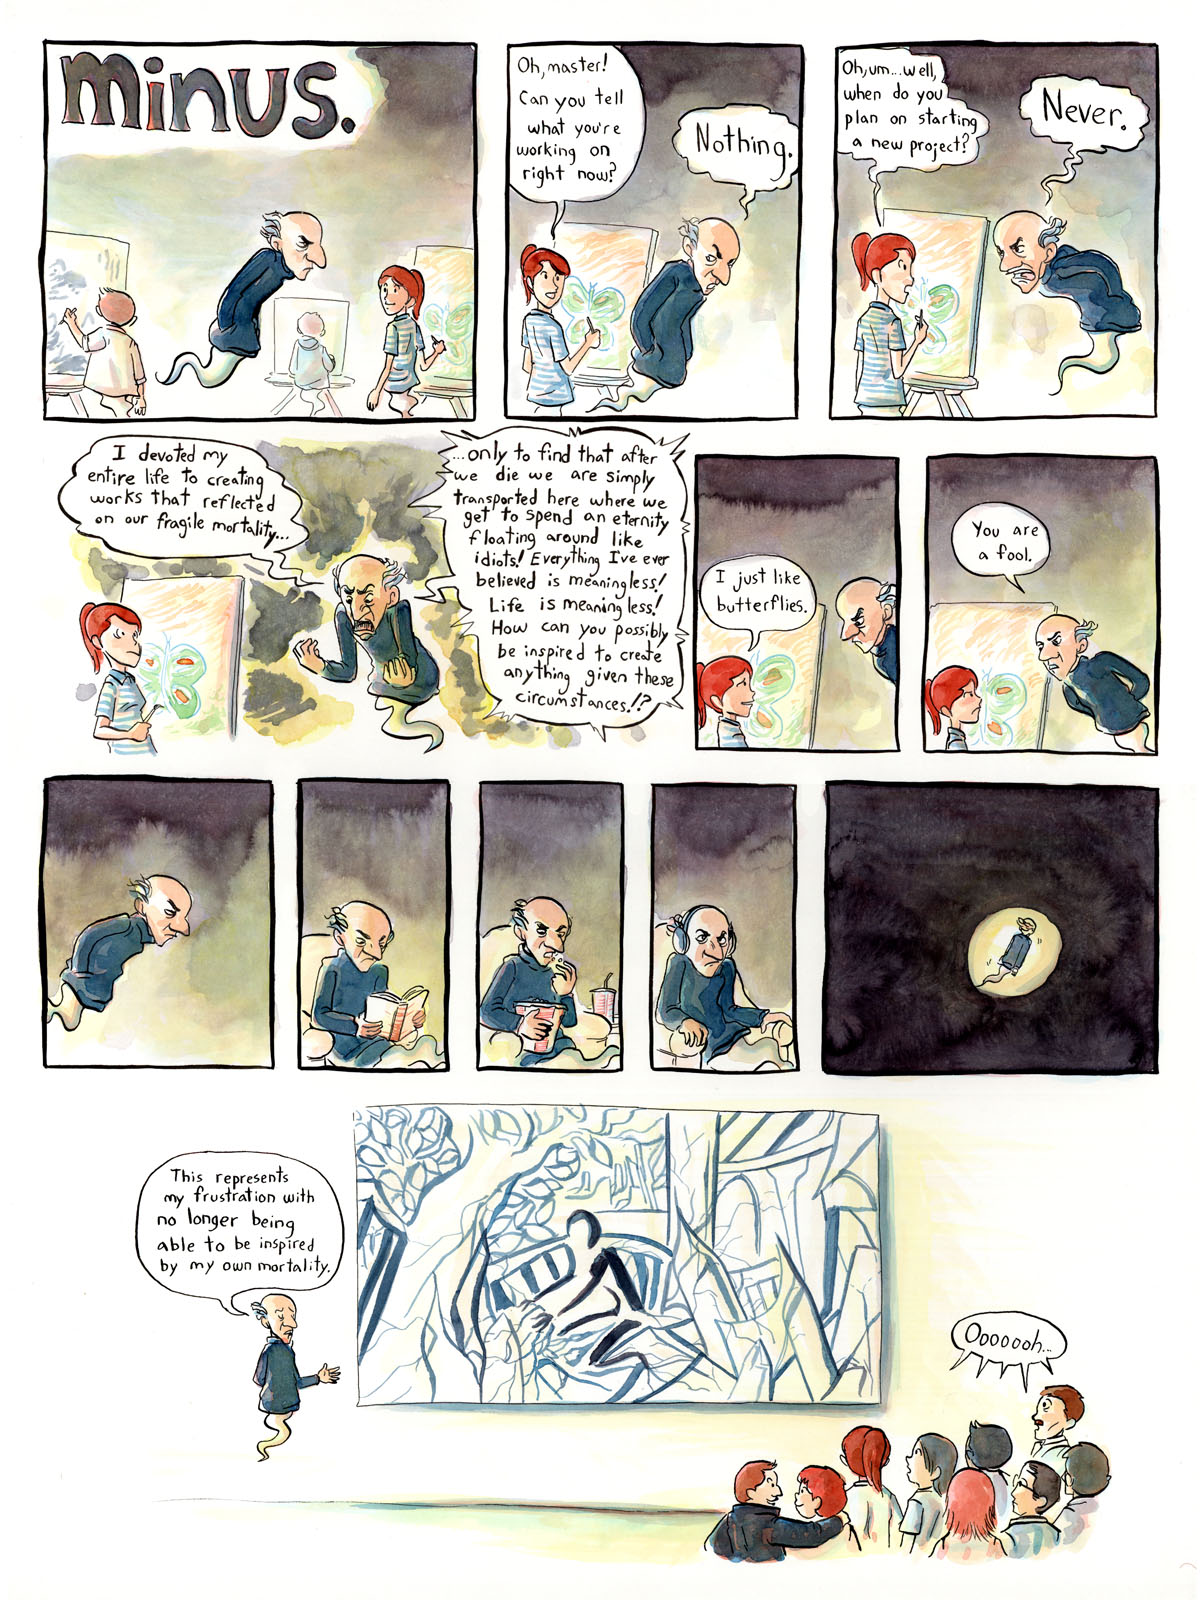 minus.
Oh, master!
Can you tell
what you're
working on
right now?
Nothing.
Oh, um...well,
when do you
plan on starting
a new project?
Never.
I devoted my
entire life to creating
works that reflected
on our fragile mortality...
...only to find that after
we die we are simply
transported here where we
get to spend an eternity
floating around like
idiots! Everything I've ever
believed is meaningless!
Life is meaningless!
How can you possibly
be inspired to create
anything given these
circumstances!?
I just like
butterflies.
You are
a fool.
This represents
my frustration with
no longer being
able to be inspired
by my own mortality.
Ooooooh...